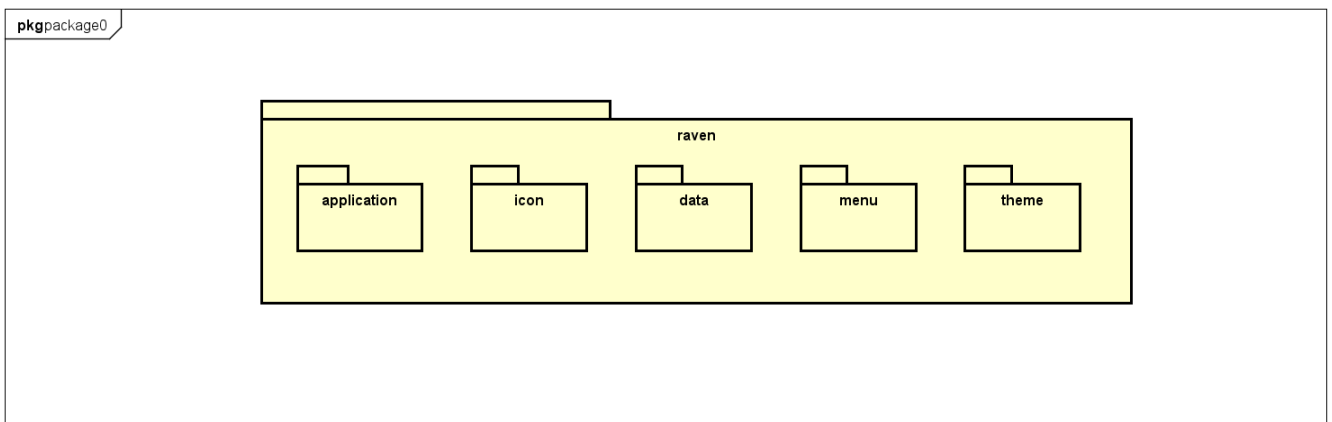 pkgpackage0
raven
application icon data menu theme